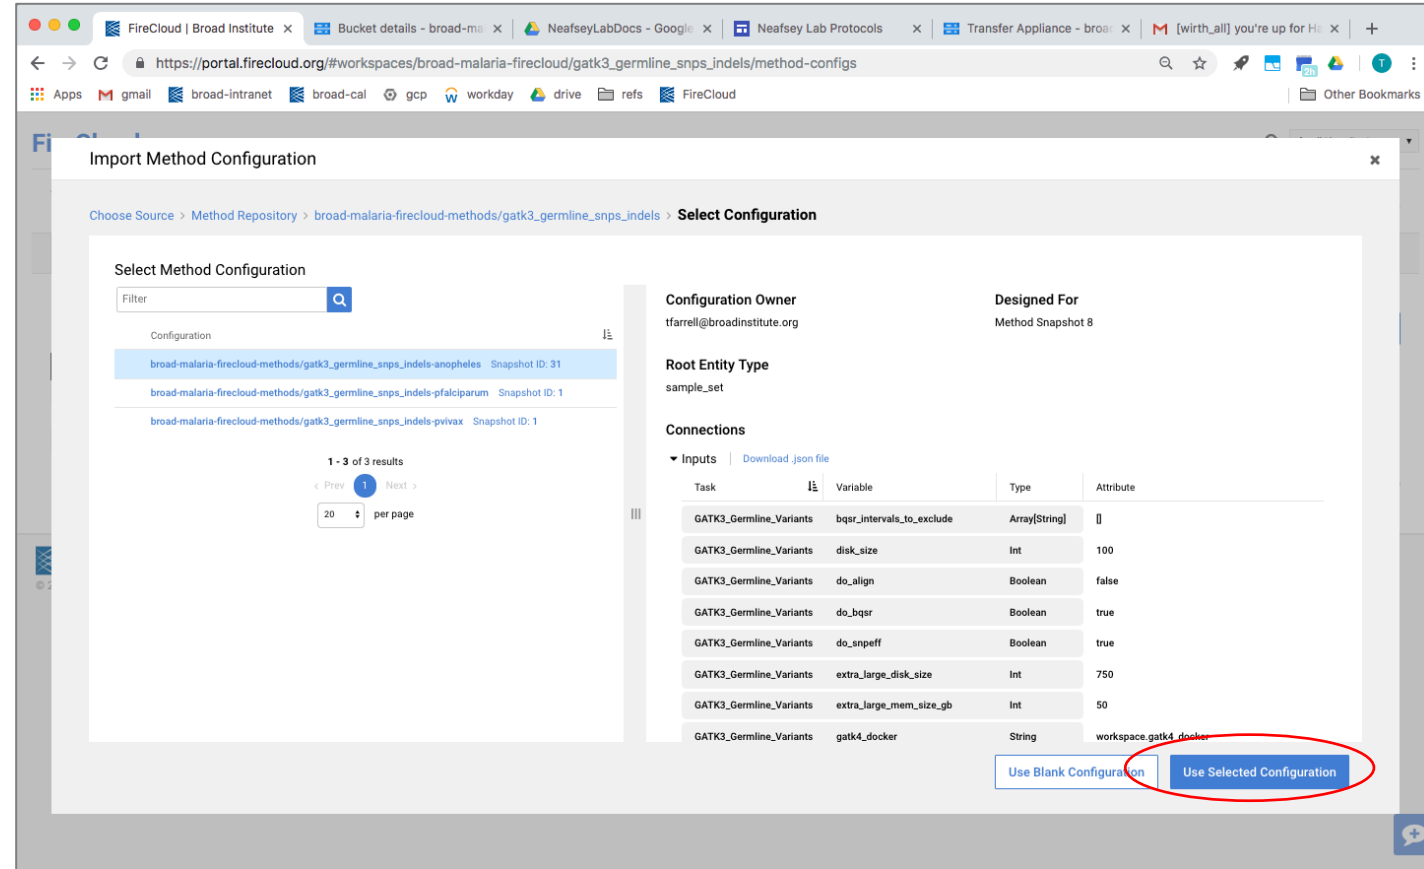 FireCloud | Broad Institute
Bucket details - broad-ma
NeafseyLabDocs - Google
Neafsey Lab Protocols
Transfer Appliance - broad
[wirth_all] you're up for Ha
https://portal.firecloud.org/#workspaces/broad-malaria-firecloud/gatk3_germline_snps_indels/method-configs
2h
T
Apps
gmail
broad-intranet
broad-cal
gcp
workday
drive
refs
FireCloud
Other Bookmarks
Import Method Configuration
Choose Source > Method Repository > broad-malaria-firecloud-methods/gatk3_germline_snps_indels > Select Configuration
Select Method Configuration
Filter
Configuration
broad-malaria-firecloud-methods/gatk3_germline_snps_indels-anopheles Snapshot ID: 31
broad-malaria-firecloud-methods/gatk3_germline_snps_indels-pfalciparum Snapshot ID: 1
broad-malaria-firecloud-methods/gatk3_germline_snps_indels-pvivax Snapshot ID: 1
1 - 3 of 3 results
‹ Prev 1 Next ›
20 per page
Configuration Owner
tfarrell@broadinstitute.org
Designed For
Method Snapshot 8
Root Entity Type
sample_set
Connections
Inputs Download .json file
Task Variable Type Attribute
GATK3_Germline_Variants bqsr_intervals_to_exclude Array[String] []
GATK3_Germline_Variants disk_size Int 100
GATK3_Germline_Variants do_align Boolean false
GATK3_Germline_Variants do_bqsr Boolean true
GATK3_Germline_Variants do_snpeff Boolean true
GATK3_Germline_Variants extra_large_disk_size Int 750
GATK3_Germline_Variants extra_large_mem_size_gb Int 50
GATK3_Germline_Variants gatk4_docker String workspace.gatk4_docker
Use Blank Configuration
Use Selected Configuration